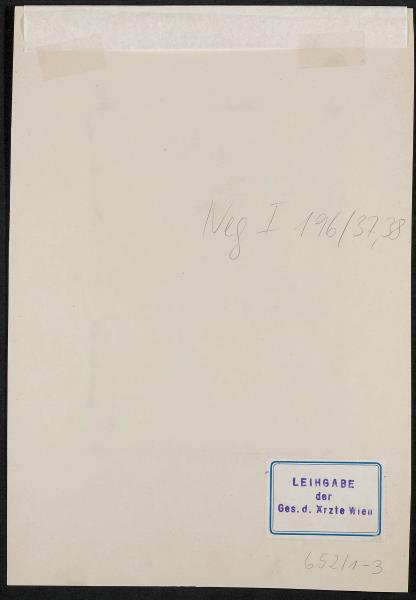 Neg I 196/37,38
LEIHGABE
der
Ges. d. Ärzte Wien
652/1-3